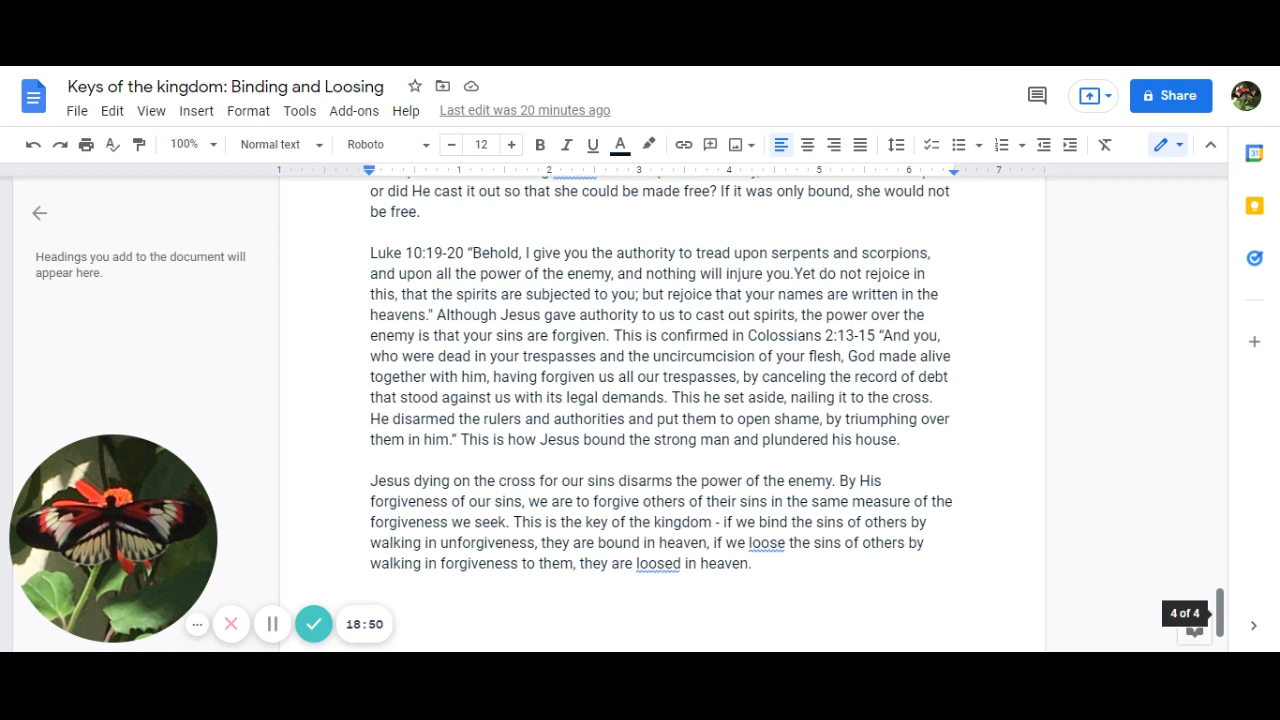 Keys of the kingdom: Binding and Loosing
File Edit View Insert Format Tools Add-ons Help Last edit was 20 minutes ago
Share
100% Normal text Roboto 12 B I U A
1 1 2 3 4 5 6 7
31
or did He cast it out so that she could be made free? If it was only bound, she would not
be free.
Headings you add to the document will
appear here.
Luke 10:19-20 “Behold, I give you the authority to tread upon serpents and scorpions,
and upon all the power of the enemy, and nothing will injure you.Yet do not rejoice in
this, that the spirits are subjected to you; but rejoice that your names are written in the
heavens." Although Jesus gave authority to us to cast out spirits, the power over the
enemy is that your sins are forgiven. This is confirmed in Colossians 2:13-15 “And you,
who were dead in your trespasses and the uncircumcision of your flesh, God made alive
together with him, having forgiven us all our trespasses, by canceling the record of debt
that stood against us with its legal demands. This he set aside, nailing it to the cross.
He disarmed the rulers and authorities and put them to open shame, by triumphing over
them in him.” This is how Jesus bound the strong man and plundered his house.
Jesus dying on the cross for our sins disarms the power of the enemy. By His
forgiveness of our sins, we are to forgive others of their sins in the same measure of the
forgiveness we seek. This is the key of the kingdom - if we bind the sins of others by
walking in unforgiveness, they are bound in heaven, if we loose the sins of others by
walking in forgiveness to them, they are loosed in heaven.
18:50
4 of 4